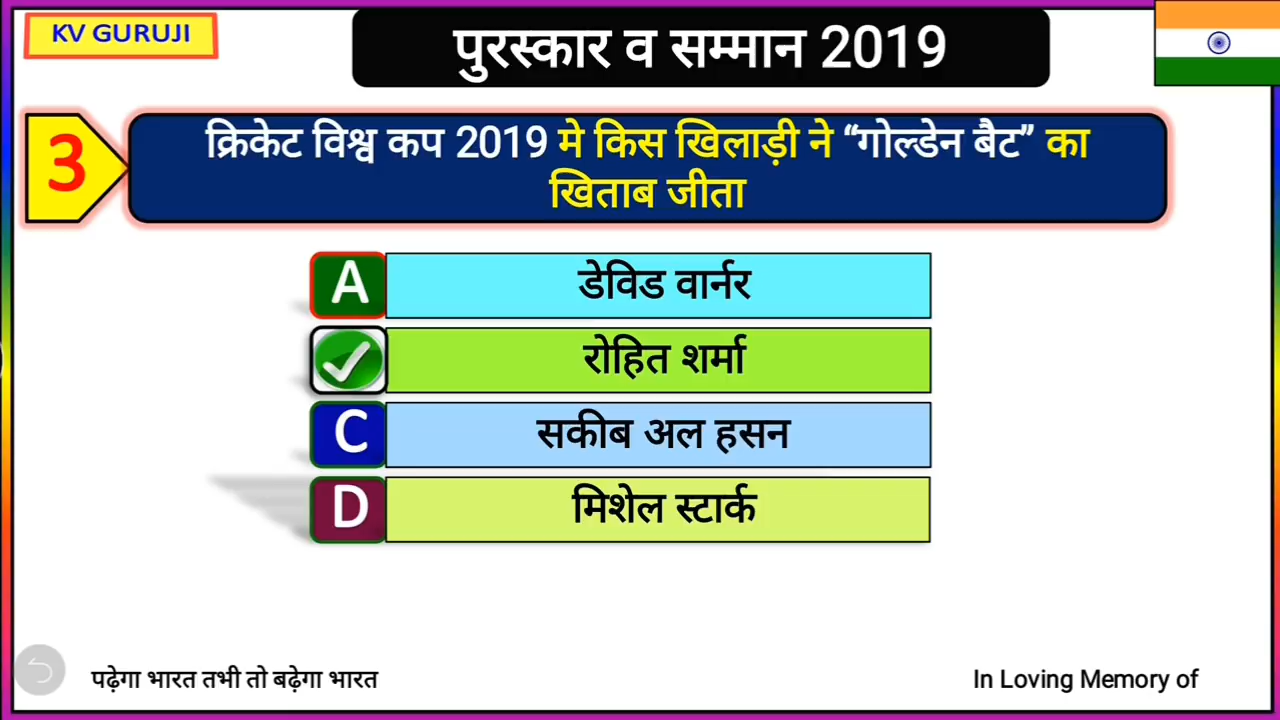 KV GURUJI
पुरस्कार व सम्मान 2019
3
क्रिकेट विश्व कप 2019 मे किस खिलाड़ी ने “गोल्डेन बैट” का
खिताब जीता
A
डेविड वार्नर
रोहित शर्मा
C
सकीब अल हसन
D
मिशेल स्टार्क
पढ़ेगा भारत तभी तो बढ़ेगा भारत
In Loving Memory of